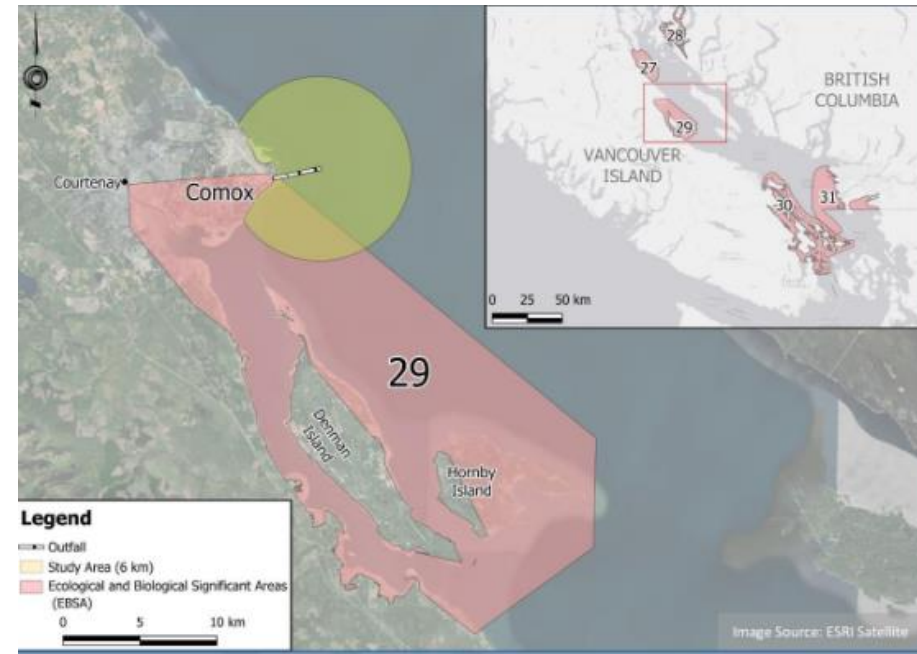 Courtenay
Comox
29
Denman
Island
Hornby
Island
28
27
29
BRITISH
COLUMBIA
VANCOUVER
ISLAND
30
31
0 25 50 km
Legend
Outfall
Study Area (6 km)
Ecological and Biological Significant Areas
(EBSA)
0 5 10 km
Image Source: ESRI Satellite